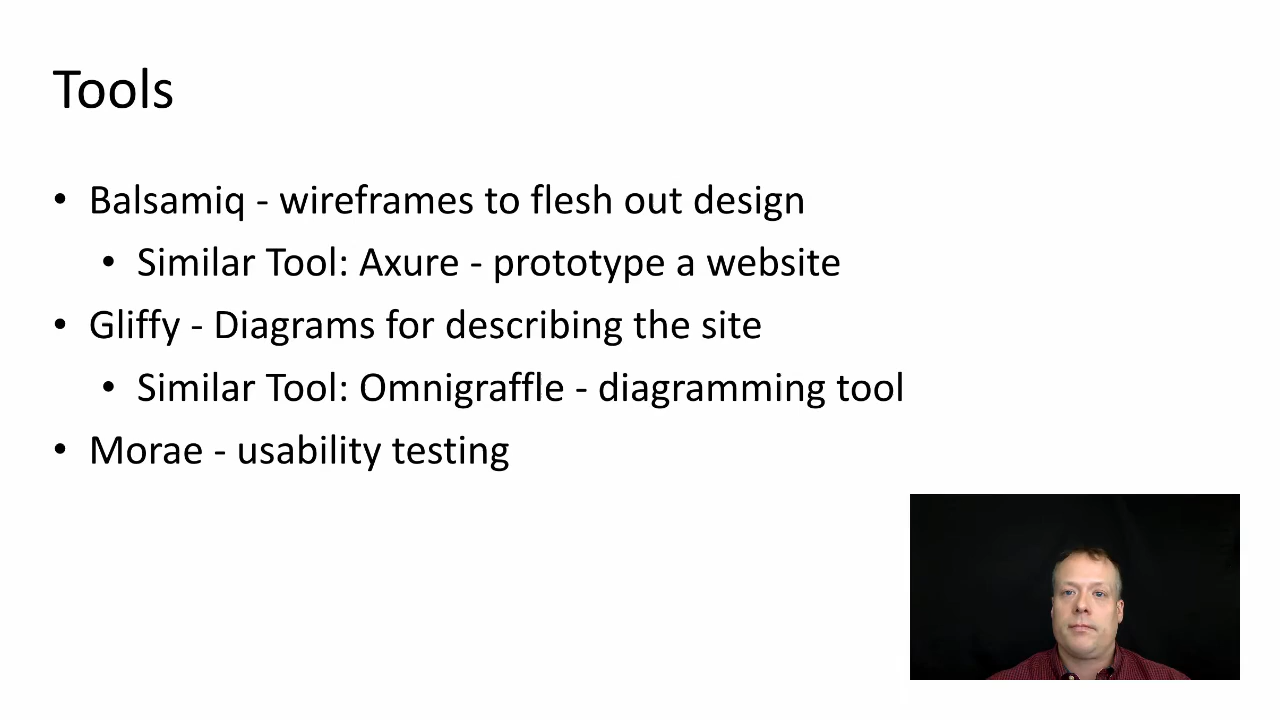 Tools
• Balsamiq - wireframes to flesh out design
• Similar Tool: Axure - prototype a website
• Gliffy - Diagrams for describing the site
• Similar Tool: Omnigraffle - diagramming tool
• Morae - usability testing